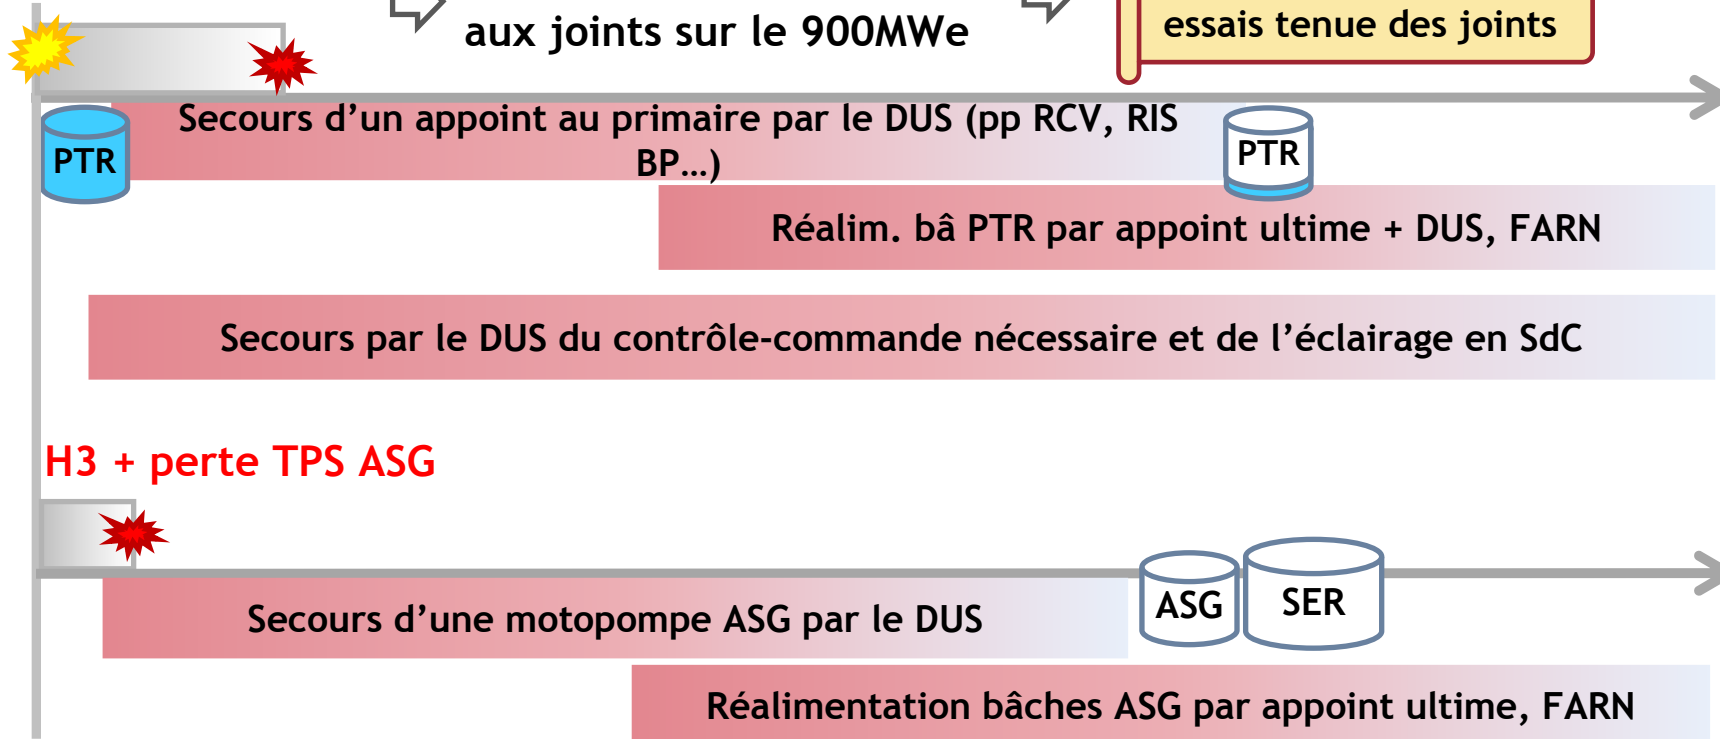 aux joints sur le 900MWe
essais tenue des joints
Secours d’un appoint au primaire par le DUS (pp RCV, RIS
BP…)
PTR
PTR
Réalim. bâ PTR par appoint ultime + DUS, FARN
Secours par le DUS du contrôle-commande nécessaire et de l’éclairage en SdC
H3 + perte TPS ASG
Secours d’une motopompe ASG par le DUS
ASG
SER
Réalimentation bâches ASG par appoint ultime, FARN